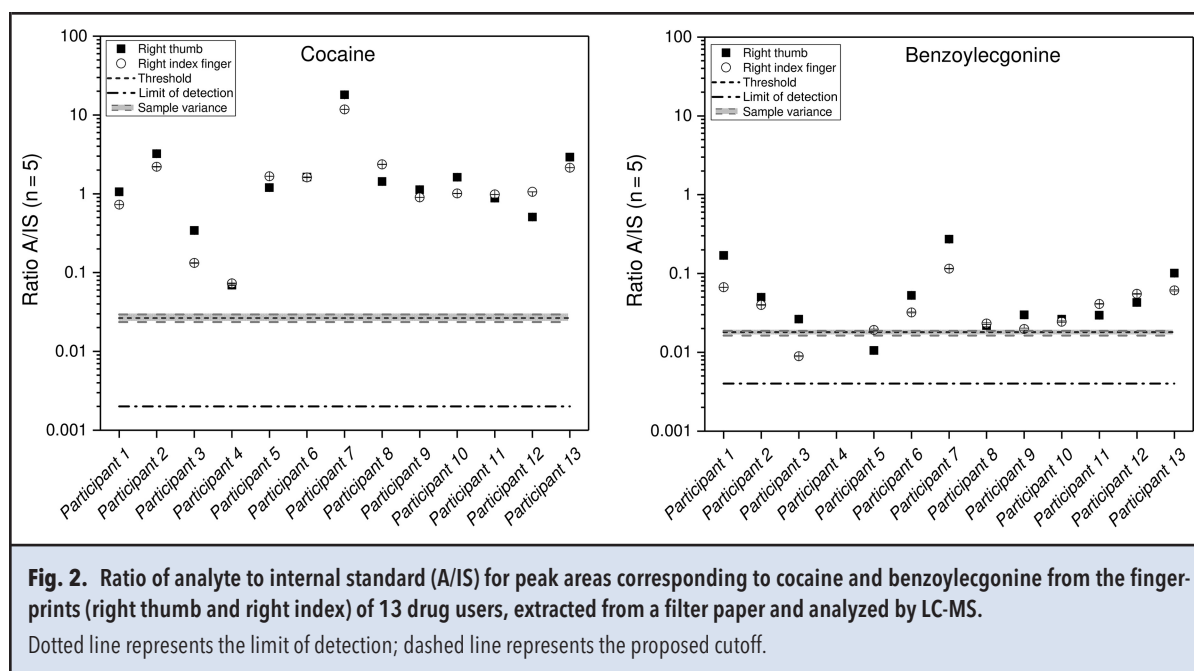 Cocaine
Right thumb
Right index finger
Threshold
Limit of detection
Sample variance
Ratio A/IS (n = 5)
100
10
1
0.1
0.01
0.001
Participant 1
Participant 2
Participant 3
Participant 4
Participant 5
Participant 6
Participant 7
Participant 8
Participant 9
Participant 10
Participant 11
Participant 12
Participant 13
Benzoylecgonine
Right thumb
Right index finger
Threshold
Limit of detection
Sample variance
Ratio A/IS (n = 5)
100
10
1
0.1
0.01
0.001
Participant 1
Participant 2
Participant 3
Participant 4
Participant 5
Participant 6
Participant 7
Participant 8
Participant 9
Participant 10
Participant 11
Participant 12
Participant 13
Fig. 2. Ratio of analyte to internal standard (A/IS) for peak areas corresponding to cocaine and benzoylecgonine from the finger-
prints (right thumb and right index) of 13 drug users, extracted from a filter paper and analyzed by LC-MS.
Dotted line represents the limit of detection; dashed line represents the proposed cutoff.